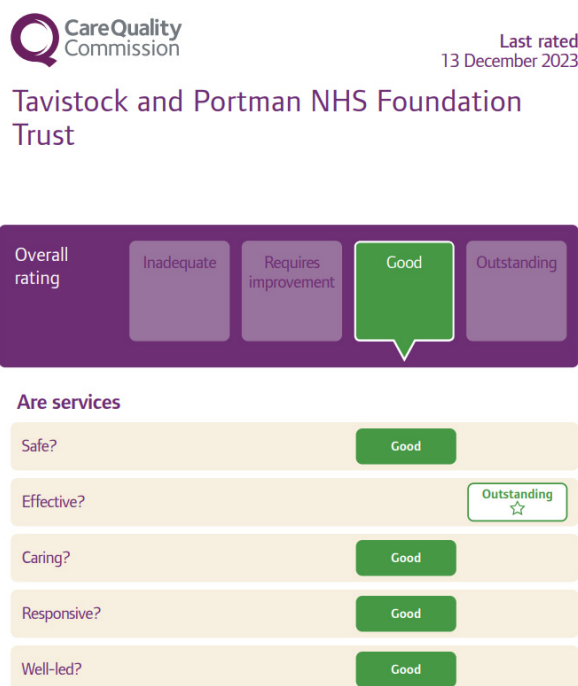 CareQuality
Commission
Last rated
13 December 2023
Tavistock and Portman NHS Foundation
Trust
Overall
rating
Inadequate
Requires
improvement
Good
Outstanding
Are services
Safe?
Good
Effective?
Outstanding
Caring?
Good
Responsive?
Good
Well-led?
Good